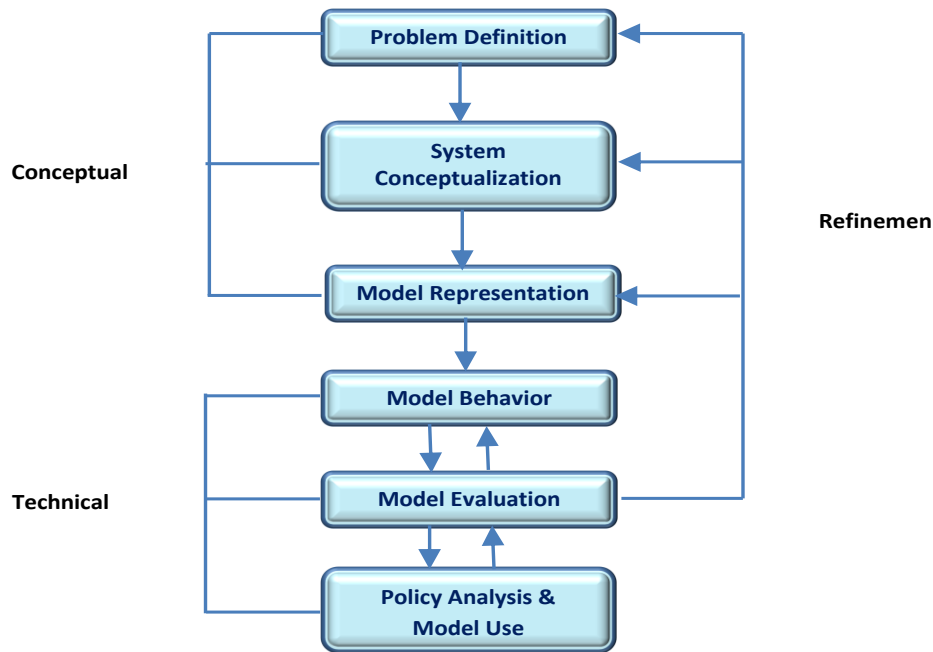 Problem Definition
System
Conceptualization
Conceptual
Refinemen
Model Representation
Model Behavior
Model Evaluation
Technical
Policy Analysis &
Model Use